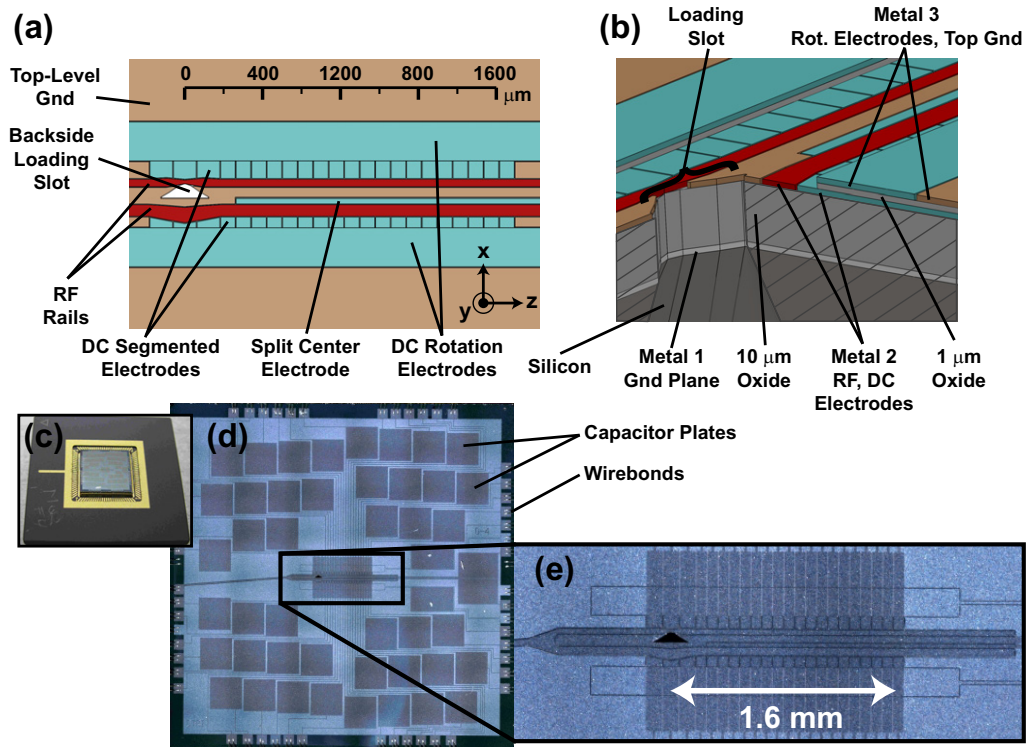 (a)
Top-Level
Gnd
0 400 1200 800 1600
μm
Backside
Loading
Slot
RF
Rails
x
y z
DC Segmented
Electrodes
Split Center
Electrode
DC Rotation
Electrodes
(b)
Loading
Slot
Metal 3
Rot. Electrodes, Top Gnd
Silicon
Metal 1
Gnd Plane
10 μm
Oxide
Metal 2
RF, DC
Electrodes
1 μm
Oxide
(c)
(d)
Capacitor Plates
Wirebonds
(e)
1.6 mm